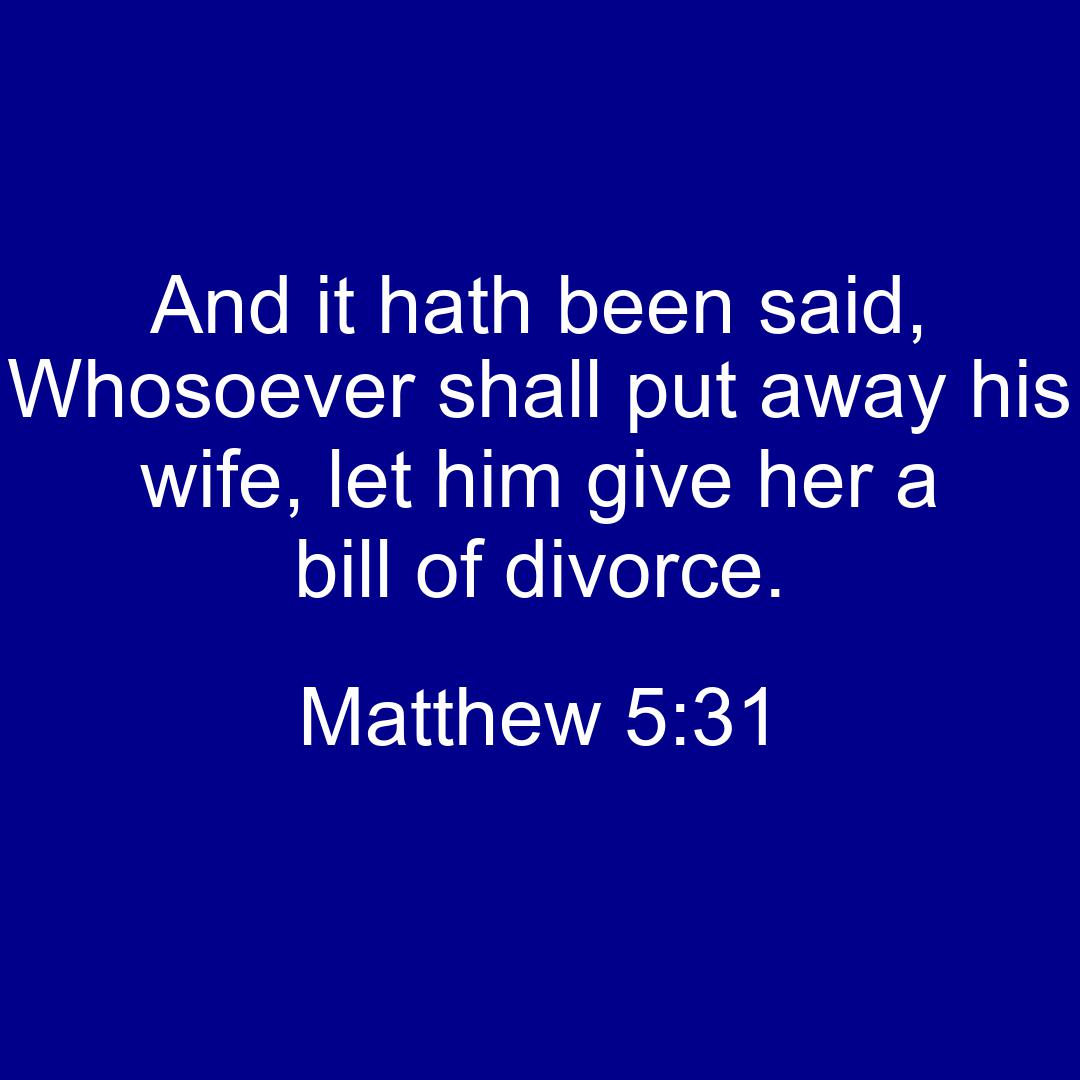 And it hath been said,
Whosoever shall put away his
wife, let him give her a
bill of divorce.
Matthew 5:31